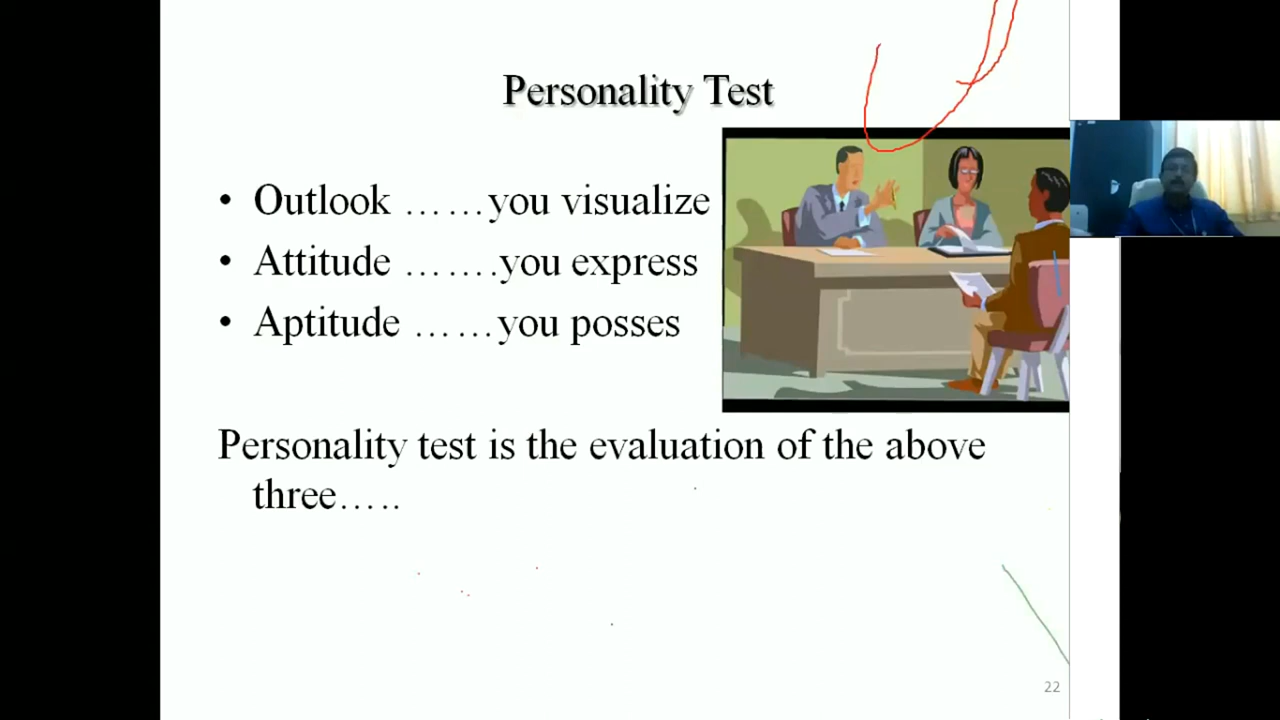 Personality Test
• Outlook ……you visualize
• Attitude …….you express
• Aptitude ……you posses
Personality test is the evaluation of the above
three…..
22